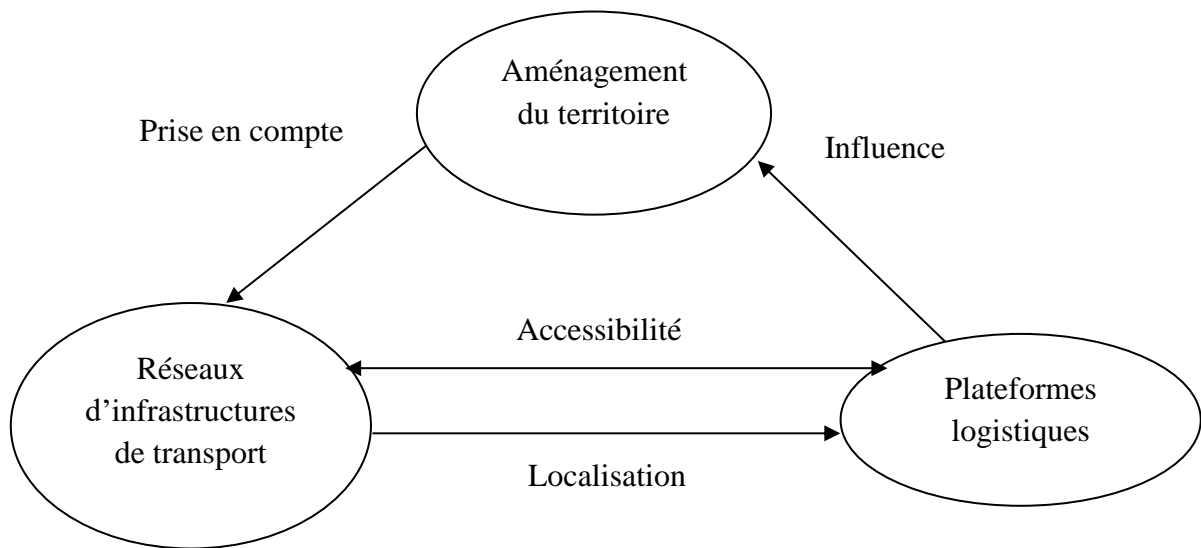 Aménagement
du territoire
Prise en compte
Influence
Accessibilité
Réseaux
d’infrastructures
de transport
Plateformes
logistiques
Localisation